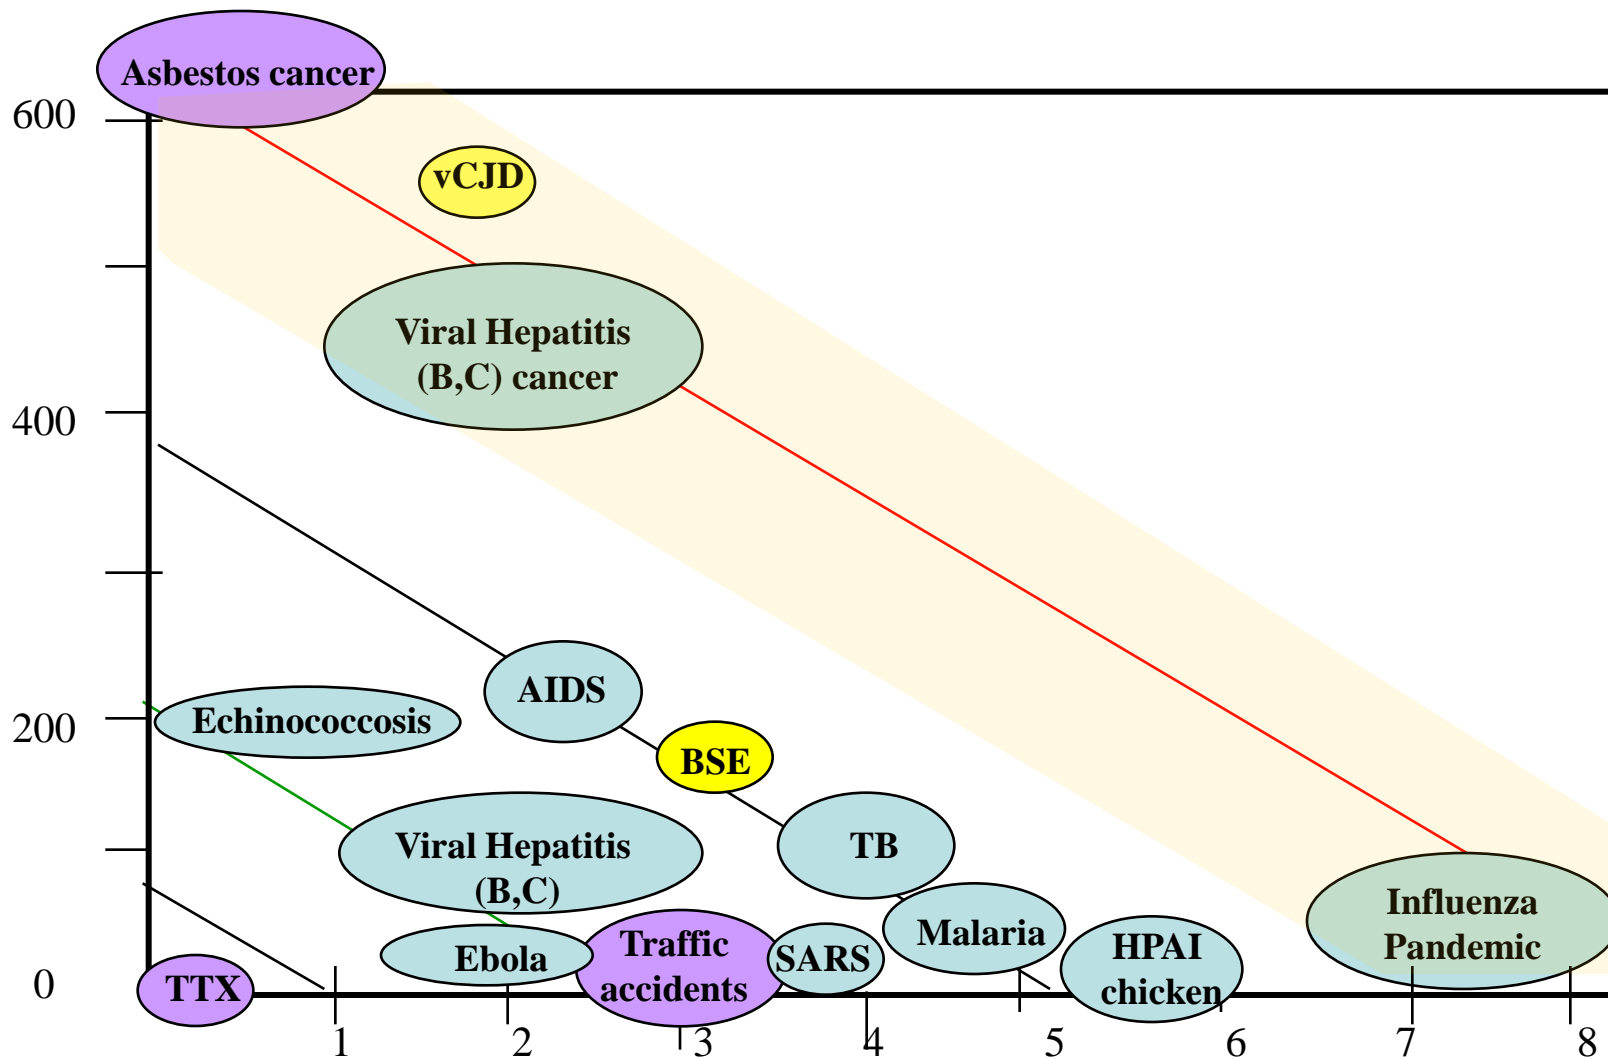 Asbestos cancer
600
vCJD
Viral Hepatitis
(B,C) cancer
400
AIDS
Echinococcosis
200
BSE
Viral Hepatitis
(B,C)
TB
Influenza
Pandemic
Malaria
Traffic
accidents
HPAI
chicken
Ebola
SARS
0
TTX
1
2
3
4
5
6
7
8